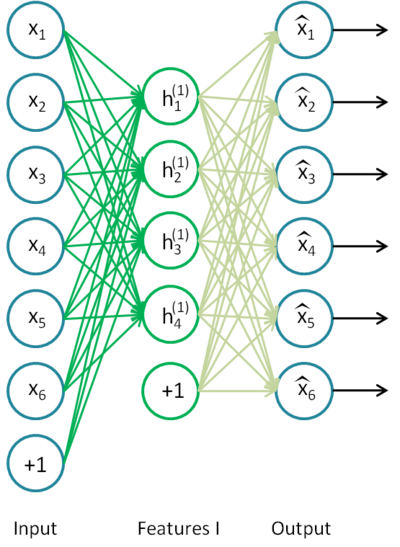 x1 x̂1
x2 h1(1) x̂2
x3 h2(1) x̂3
x4 h3(1) x̂4
x5 h4(1) x̂5
x6 +1 x̂6
+1
Input Features I Output